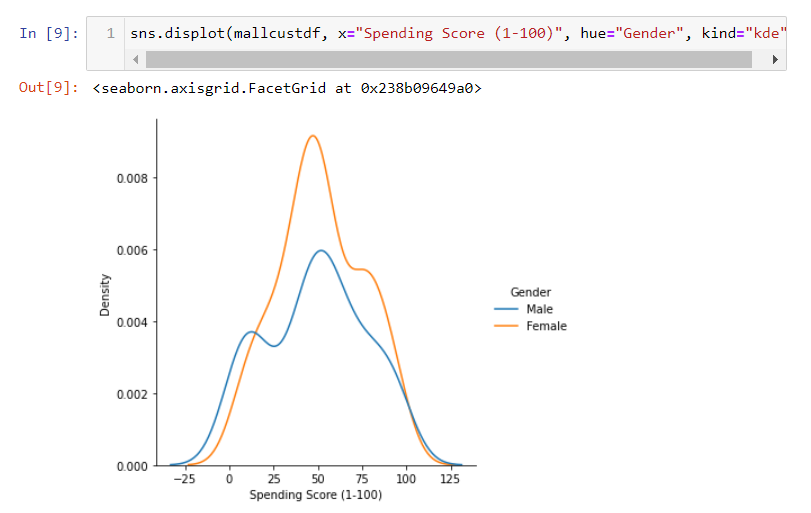 In [9]: 1 sns.displot(mallcustdf, x="Spending Score (1-100)", hue="Gender", kind="kde"
Out[9]: <seaborn.axisgrid.FacetGrid at 0x238b09649a0>
0.008
0.006
0.004
0.002
0.000
Density
Gender
Male
Female
−25 0 25 50 75 100 125
Spending Score (1-100)